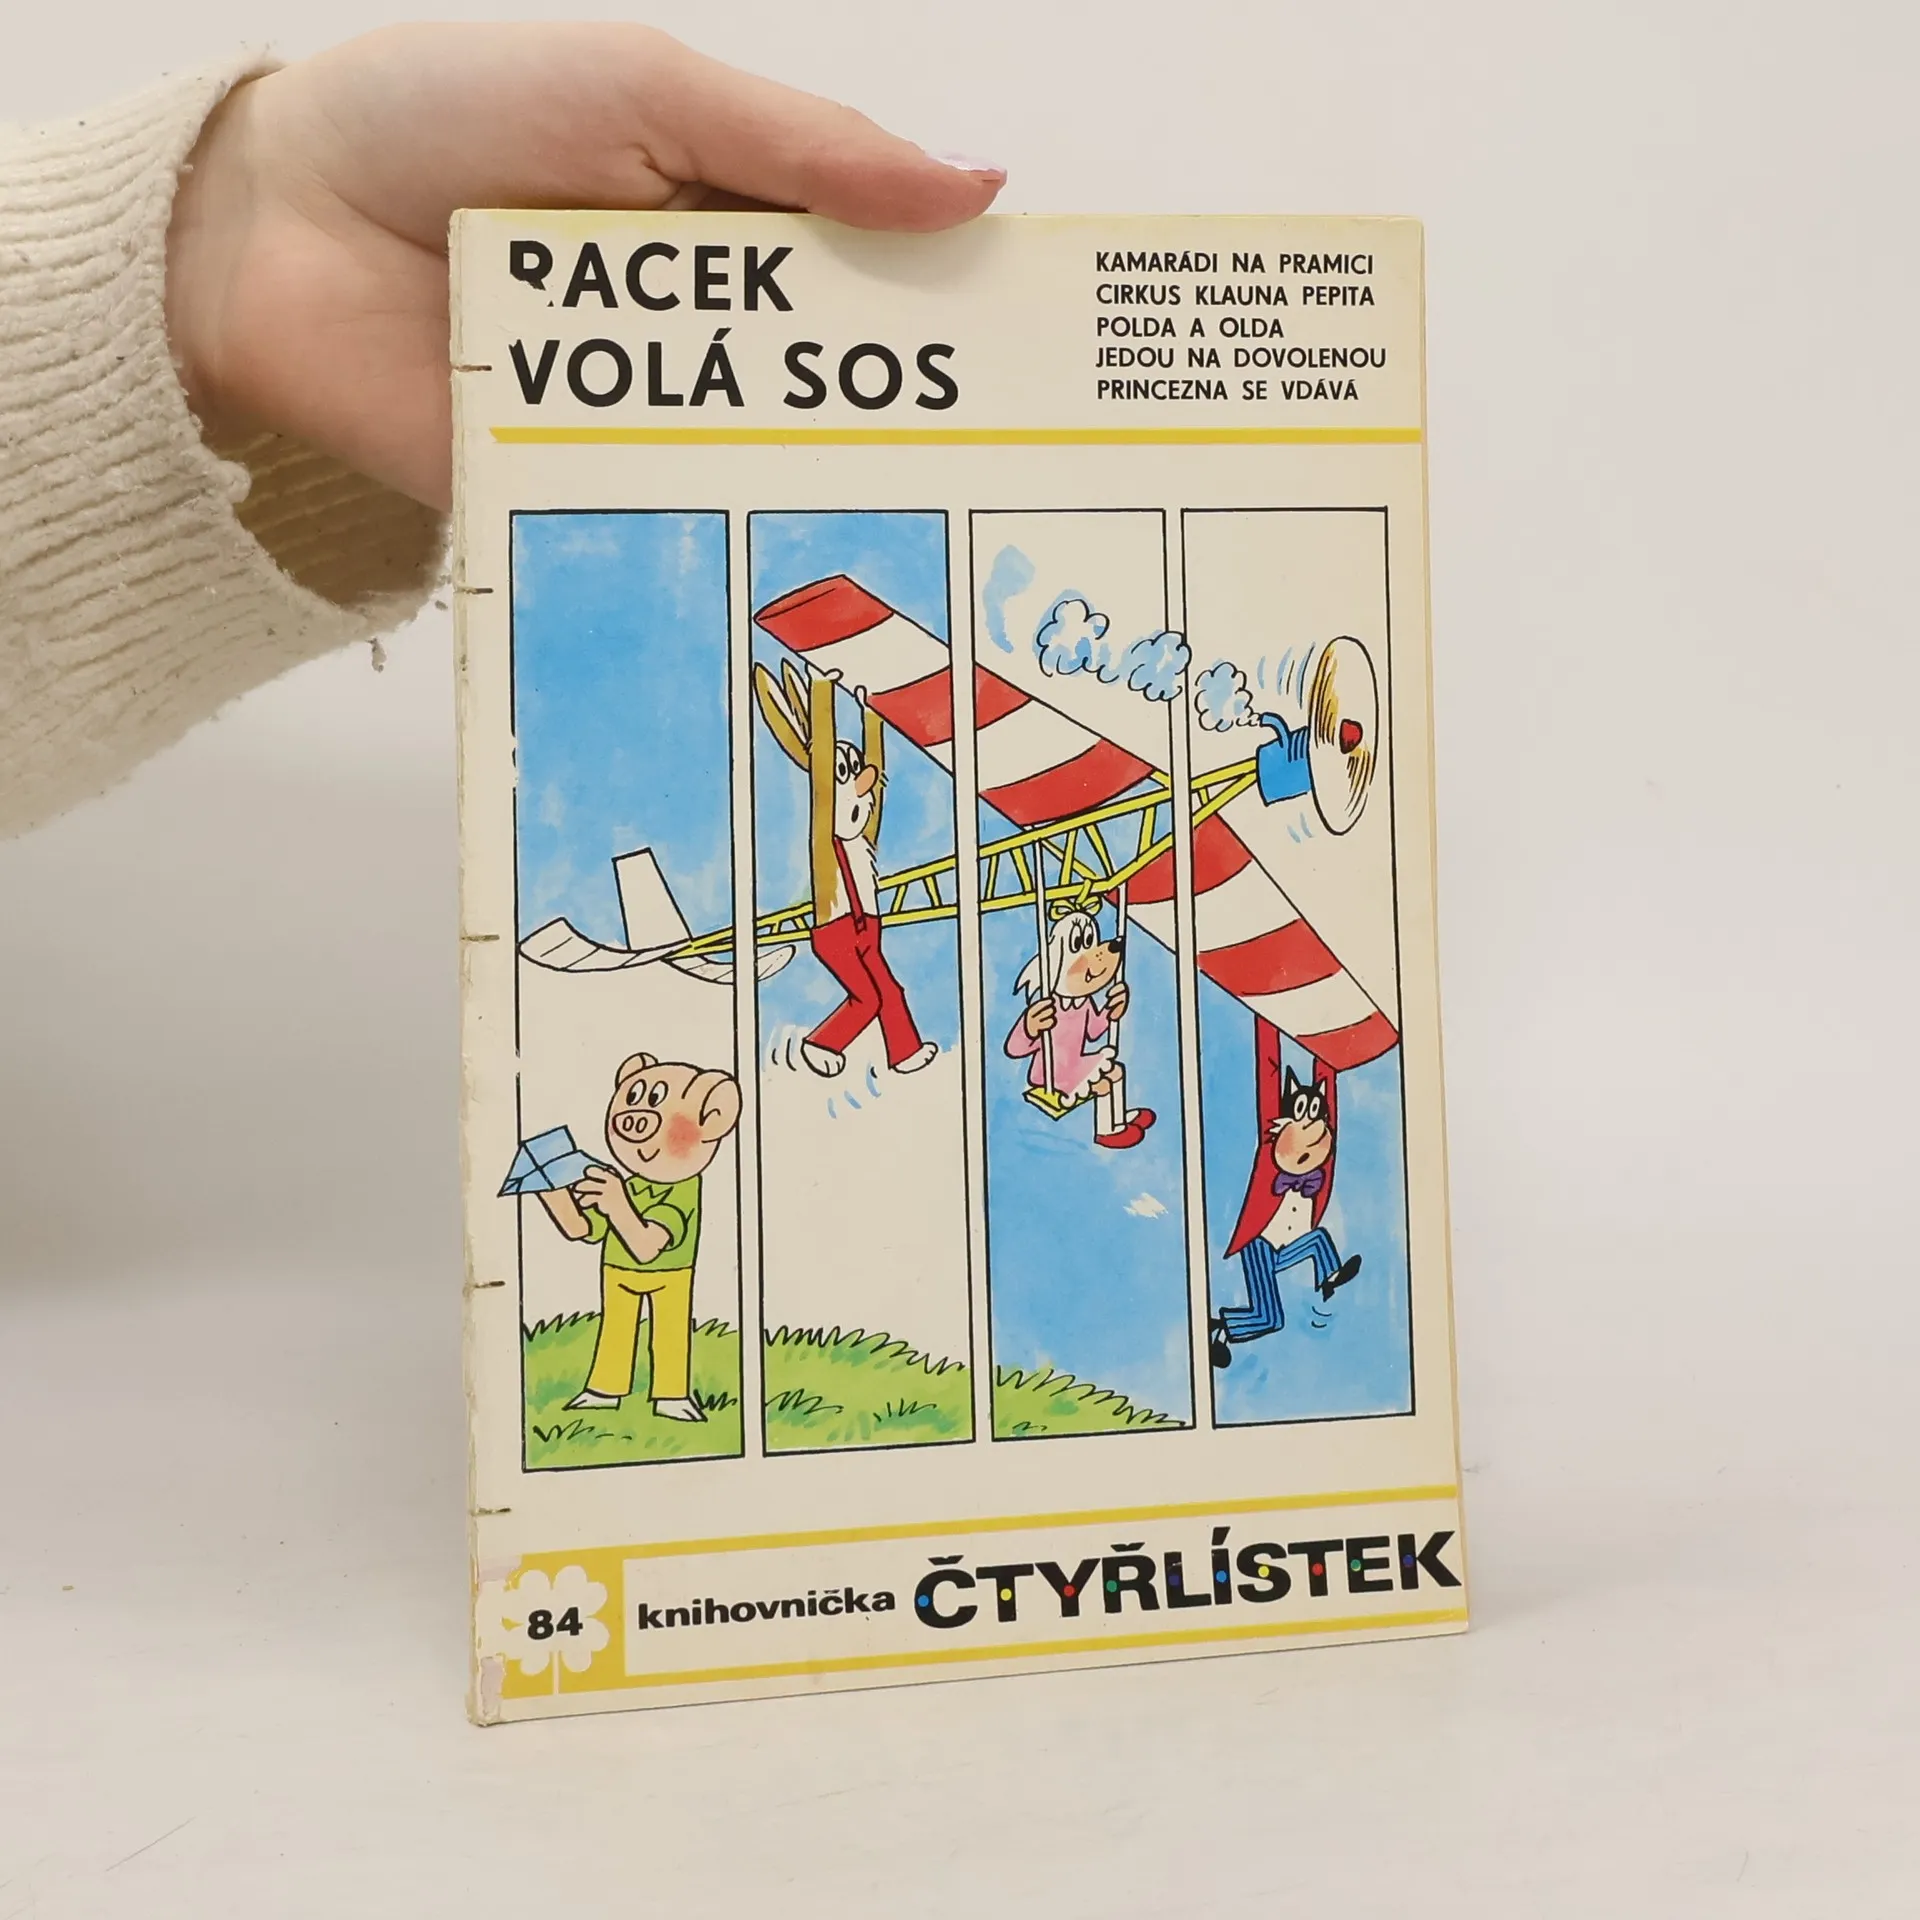 RACEK
VOLÁ SOS
KAMARÁDI NA PRAMICI
CIRKUS KLAUNA PEPITA
POLDA A OLDA
JEDOU NA DOVOLENOU
PRINCEZNA SE VDÁVÁ
84
knihovnička ČTYŘLÍSTEK